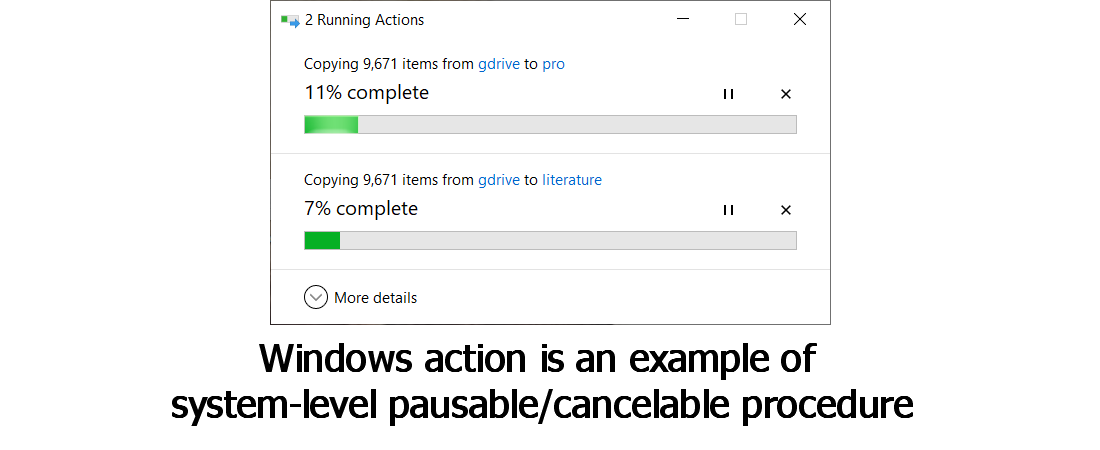 2 Running Actions
Copying 9,671 items from gdrive to pro
11% complete
Copying 9,671 items from gdrive to literature
7% complete
More details
Windows action is an example of
system-level pausable/cancelable procedure